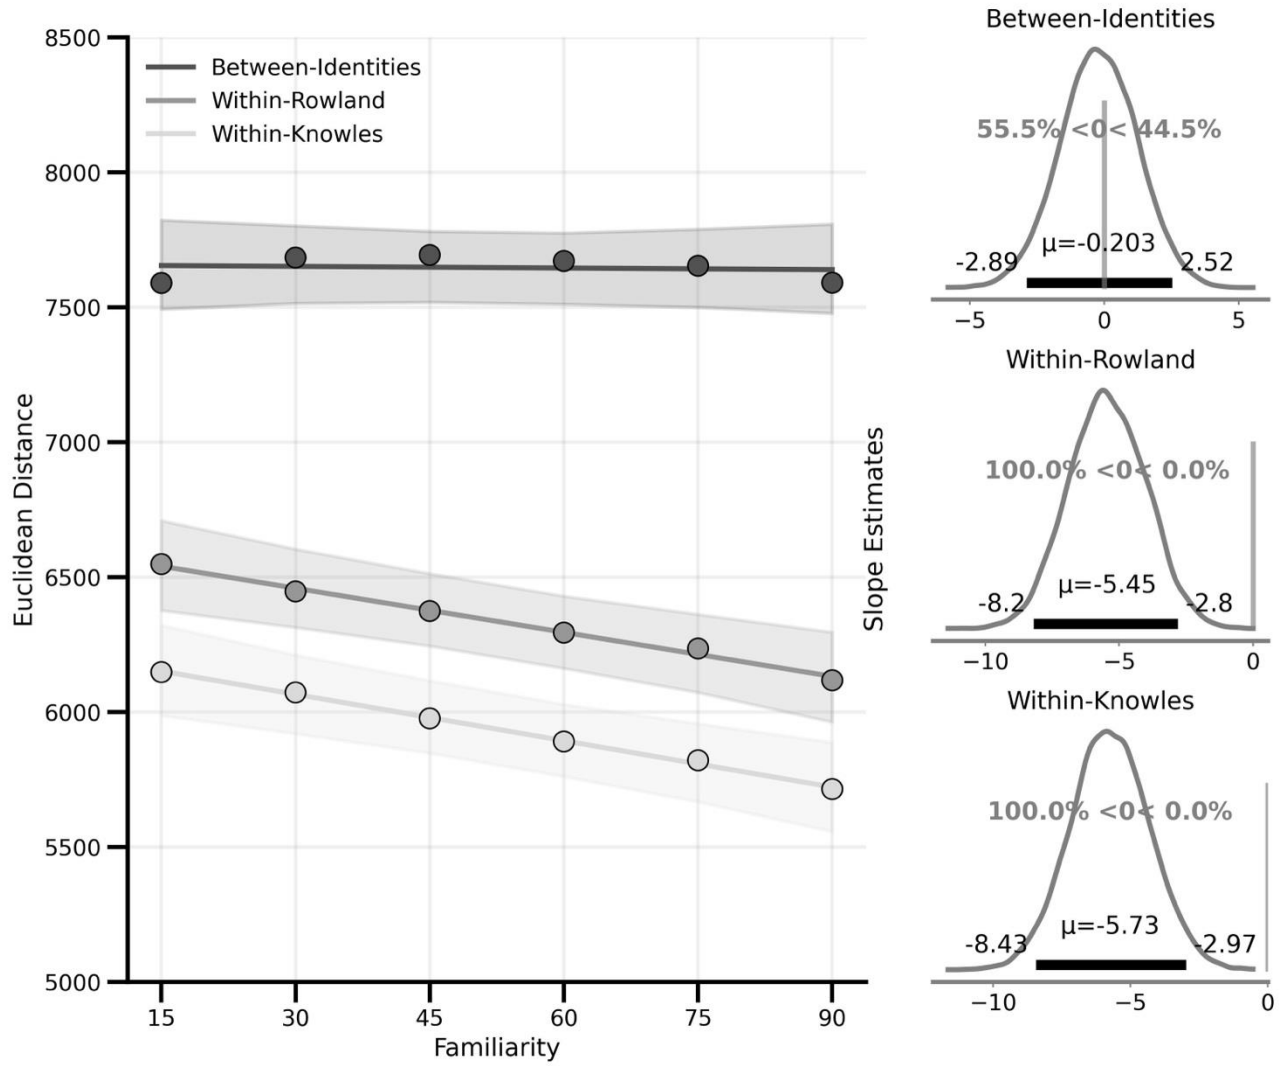 Between-Identities
Within-Rowland
Within-Knowles
8500
8000
7500
7000
6500
6000
5500
5000
Euclidean Distance
15 30 45 60 75 90
Familiarity
Slope Estimates
Between-Identities
55.5% <0< 44.5%
μ=-0.203
-2.89 2.52
−5 0 5
Within-Rowland
100.0% <0< 0.0%
μ=-5.45
-8.2 -2.8
−10 −5 0
Within-Knowles
100.0% <0< 0.0%
μ=-5.73
-8.43 -2.97
−10 −5 0